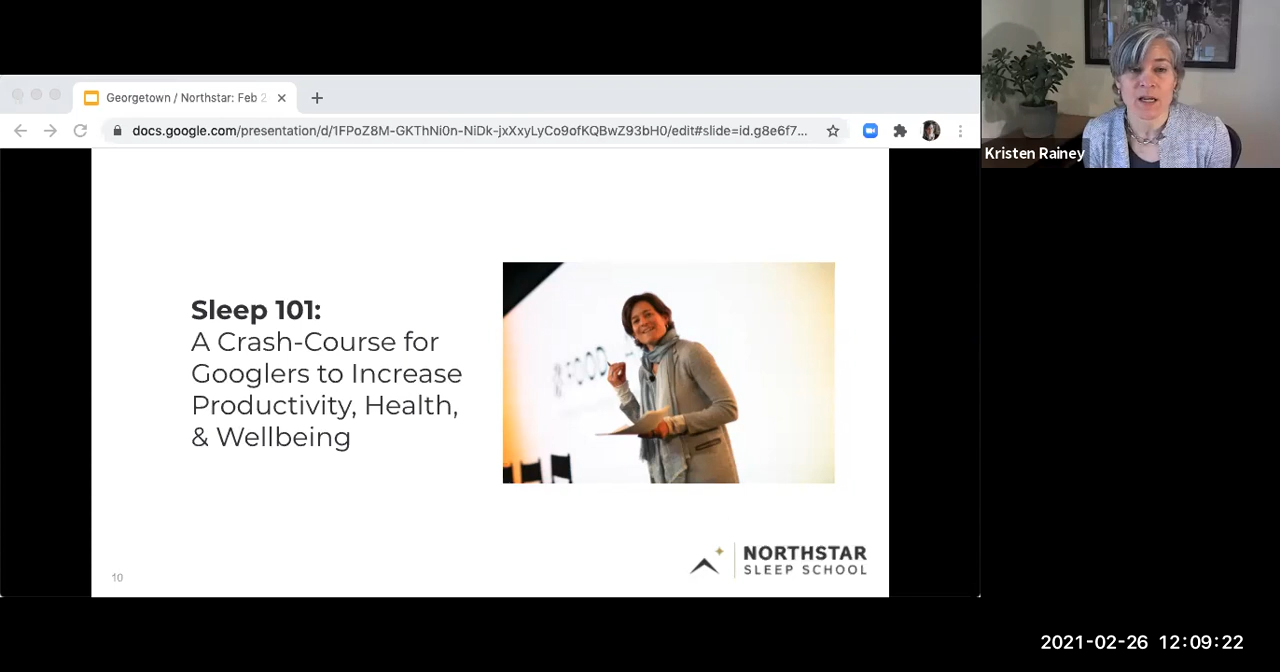 Georgetown / Northstar: Feb 2
docs.google.com/presentation/d/1FPoZ8M-GKThNi0n-NiDk-jxXxyLyCo9ofKQBwZ93bH0/edit#slide=id.g8e6f7...
Kristen Rainey
Sleep 101:
A Crash-Course for
Googlers to Increase
Productivity, Health,
& Wellbeing
FOOD
NORTHSTAR
SLEEP SCHOOL
10
2021-02-26 12:09:22